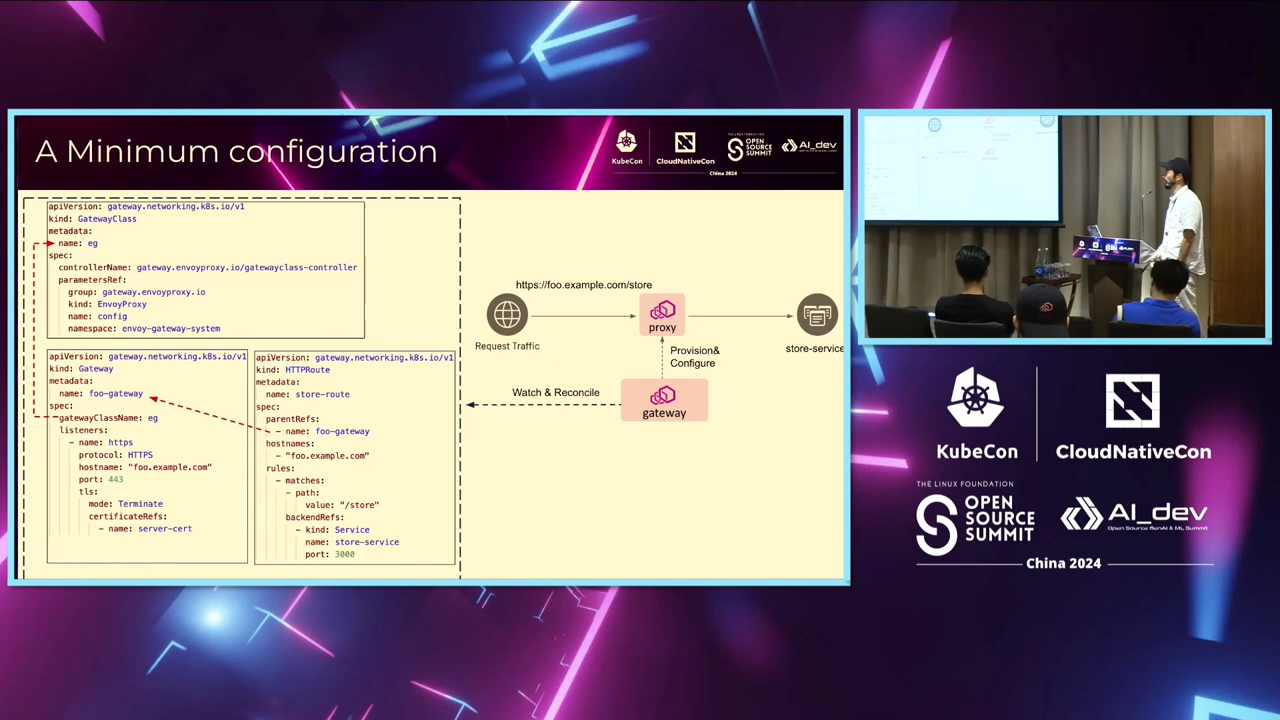 A Minimum configuration
KubeCon
CloudNativeCon
THE LINUX FOUNDATION
OPEN
SOURCE
SUMMIT
AI_dev
China 2024
apiVersion: gateway.networking.k8s.io/v1
kind: GatewayClass
metadata:
  name: eg
spec:
  controllerName: gateway.envoyproxy.io/gatewayclass-controller
  parametersRef:
    group: gateway.envoyproxy.io
    kind: EnvoyProxy
    name: config
    namespace: envoy-gateway-system
apiVersion: gateway.networking.k8s.io/v1
kind: Gateway
metadata:
  name: foo-gateway
spec:
  gatewayClassName: eg
  listeners:
    - name: https
      protocol: HTTPS
      hostname: "foo.example.com"
      port: 443
      tls:
        mode: Terminate
        certificateRefs:
          - name: server-cert
apiVersion: gateway.networking.k8s.io/v1
kind: HTTPRoute
metadata:
  name: store-route
spec:
  parentRefs:
    - name: foo-gateway
  hostnames:
    - "foo.example.com"
  rules:
    - matches:
      - path:
          value: "/store"
      backendRefs:
        - kind: Service
          name: store-service
          port: 3000
https://foo.example.com/store
Request Traffic
proxy
store-service
Provision&
Configure
Watch & Reconcile
gateway
KubeCon
CloudNativeCon
THE LINUX FOUNDATION
OPEN
SOURCE
SUMMIT
AI_dev
Open Source GenAI & ML Summit
China 2024